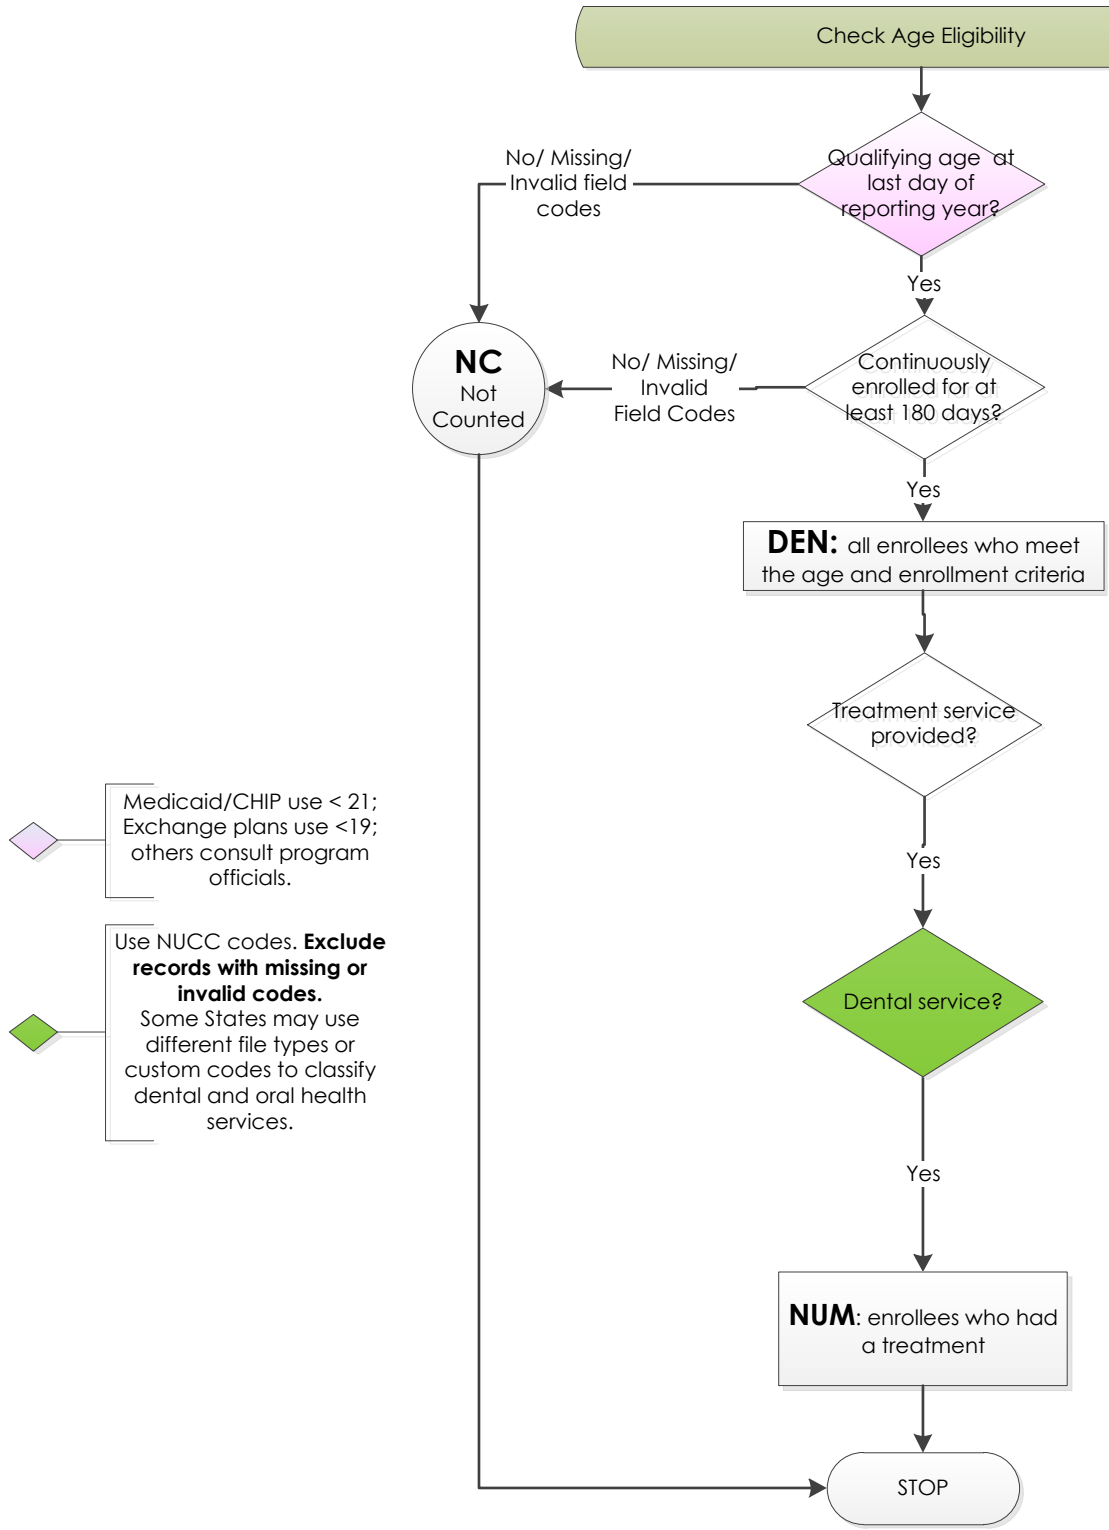 Check Age Eligibility
Qualifying age at
last day of
reporting year?
No/ Missing/
Invalid field
codes
Yes
NC
Not
Counted
No/ Missing/
Invalid
Field Codes
Continuously
enrolled for at
least 180 days?
Yes
DEN: all enrollees who meet
the age and enrollment criteria
Treatment service
provided?
Medicaid/CHIP use < 21;
Exchange plans use <19;
others consult program
officials.
Yes
Use NUCC codes. Exclude
records with missing or
invalid codes.
Some States may use
different file types or
custom codes to classify
dental and oral health
services.
Dental service?
Yes
NUM: enrollees who had
a treatment
STOP